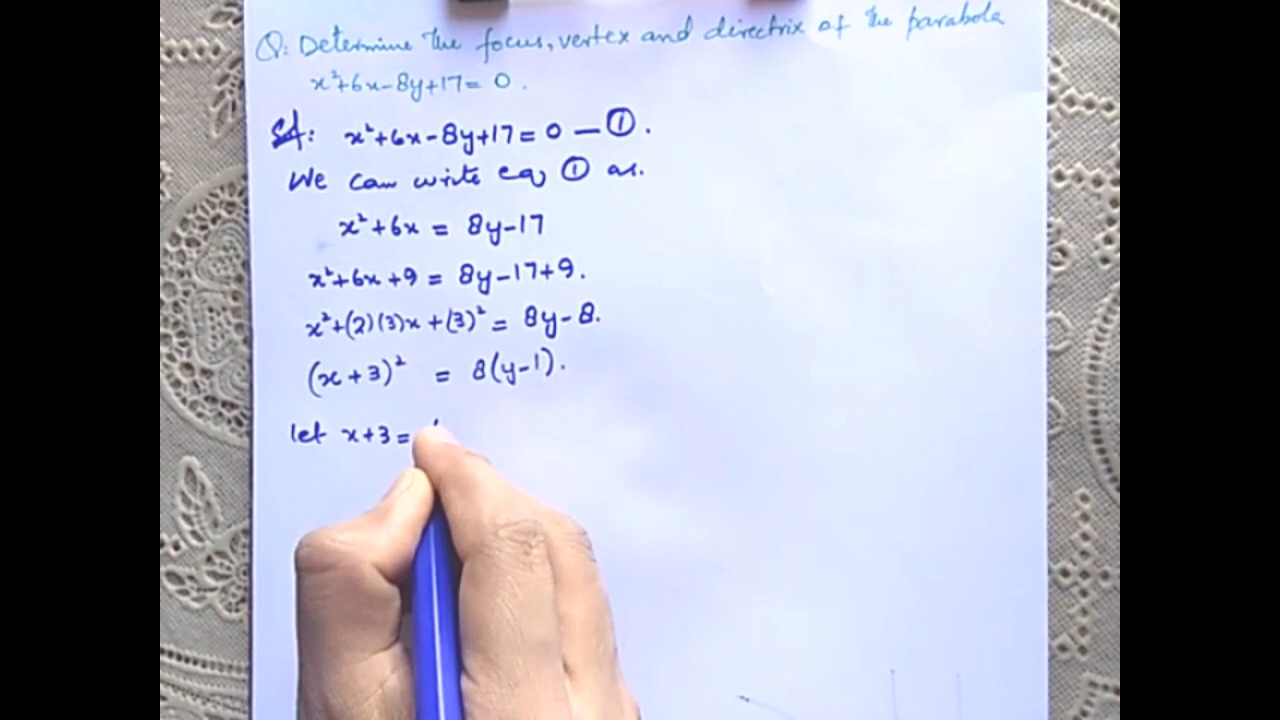 Q: Determine the focus, vertex and directrix of the parabola
x²+6x-8y+17=0.
Sol: x²+6x-8y+17=0 — ①.
We can write eq ① as.
x²+6x = 8y-17
x²+6x+9 = 8y-17+9.
x²+(2)(3)x+(3)² = 8y-8.
(x+3)² = 8(y-1).
let x+3=